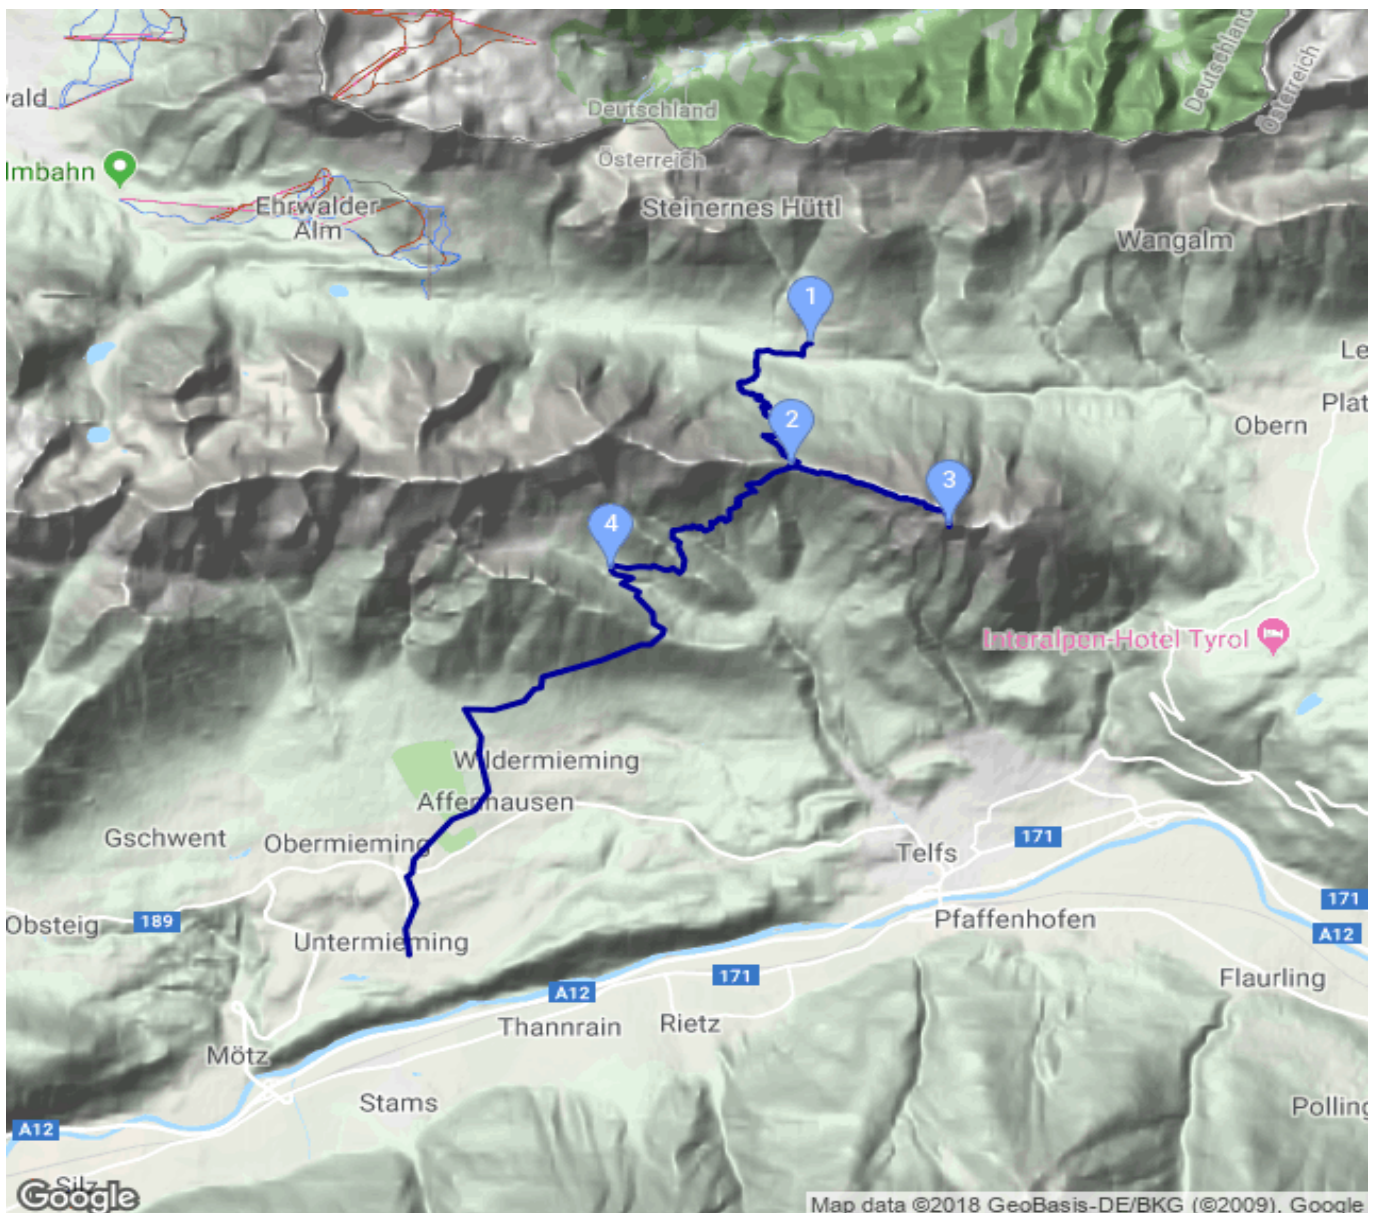 Deutschland
Österreich
Deutschland
Österreich
vald
lmbahn
Ehrwalder
Alm
Steinernes Hüttl
Wangalm
1
Le
Plat
Obern
2
3
4
Interalpen-Hotel Tyrol
Wildermieming
Affenhausen
Gschwent
Obermieming
Telfs
171
171
A12
Obsteig
189
Untermieming
Pfaffenhofen
171
A12
Flaurling
Thannrain
Rietz
Mötz
Stams
Polling
A12
Silz
Google
Map data ©2018 GeoBasis-DE/BKG (©2009), Google